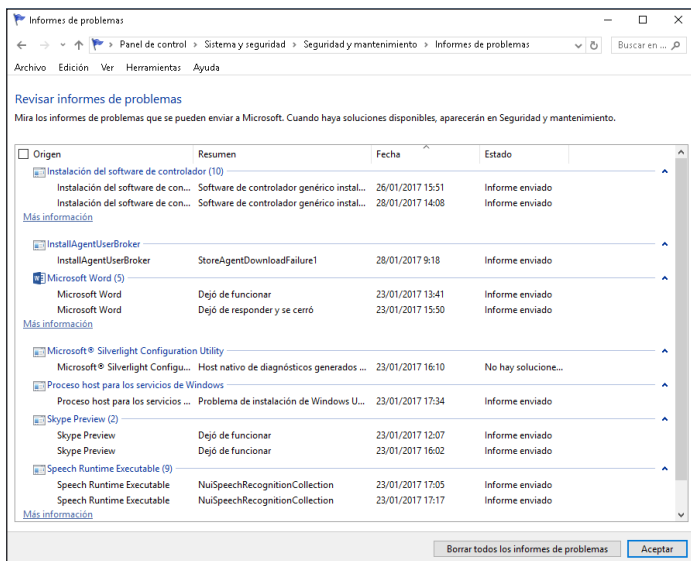 Informes de problemas
Panel de control > Sistema y seguridad > Seguridad y mantenimiento > Informes de problemas
Buscar en ...
Archivo Edición Ver Herramientas Ayuda
Revisar informes de problemas
Mira los informes de problemas que se pueden enviar a Microsoft. Cuando haya soluciones disponibles, aparecerán en Seguridad y mantenimiento.
Origen Resumen Fecha Estado
Instalación del software de controlador (10)
Instalación del software de con... Software de controlador genérico instal... 26/01/2017 15:51 Informe enviado
Instalación del software de con... Software de controlador genérico instal... 28/01/2017 14:08 Informe enviado
Más información
InstallAgentUserBroker
InstallAgentUserBroker StoreAgentDownloadFailure1 28/01/2017 9:18 Informe enviado
Microsoft Word (5)
Microsoft Word Dejó de funcionar 23/01/2017 13:41 Informe enviado
Microsoft Word Dejó de responder y se cerró 23/01/2017 15:50 Informe enviado
Más información
Microsoft® Silverlight Configuration Utility
Microsoft® Silverlight Configu... Host nativo de diagnósticos generados ... 23/01/2017 16:10 No hay solucione...
Proceso host para los servicios de Windows
Proceso host para los servicios ... Problema de instalación de Windows U... 23/01/2017 17:34 Informe enviado
Skype Preview (2)
Skype Preview Dejó de funcionar 23/01/2017 12:07 Informe enviado
Skype Preview Dejó de funcionar 23/01/2017 16:02 Informe enviado
Speech Runtime Executable (9)
Speech Runtime Executable NuiSpeechRecognitionCollection 23/01/2017 17:05 Informe enviado
Speech Runtime Executable NuiSpeechRecognitionCollection 23/01/2017 17:17 Informe enviado
Más información
Borrar todos los informes de problemas Aceptar